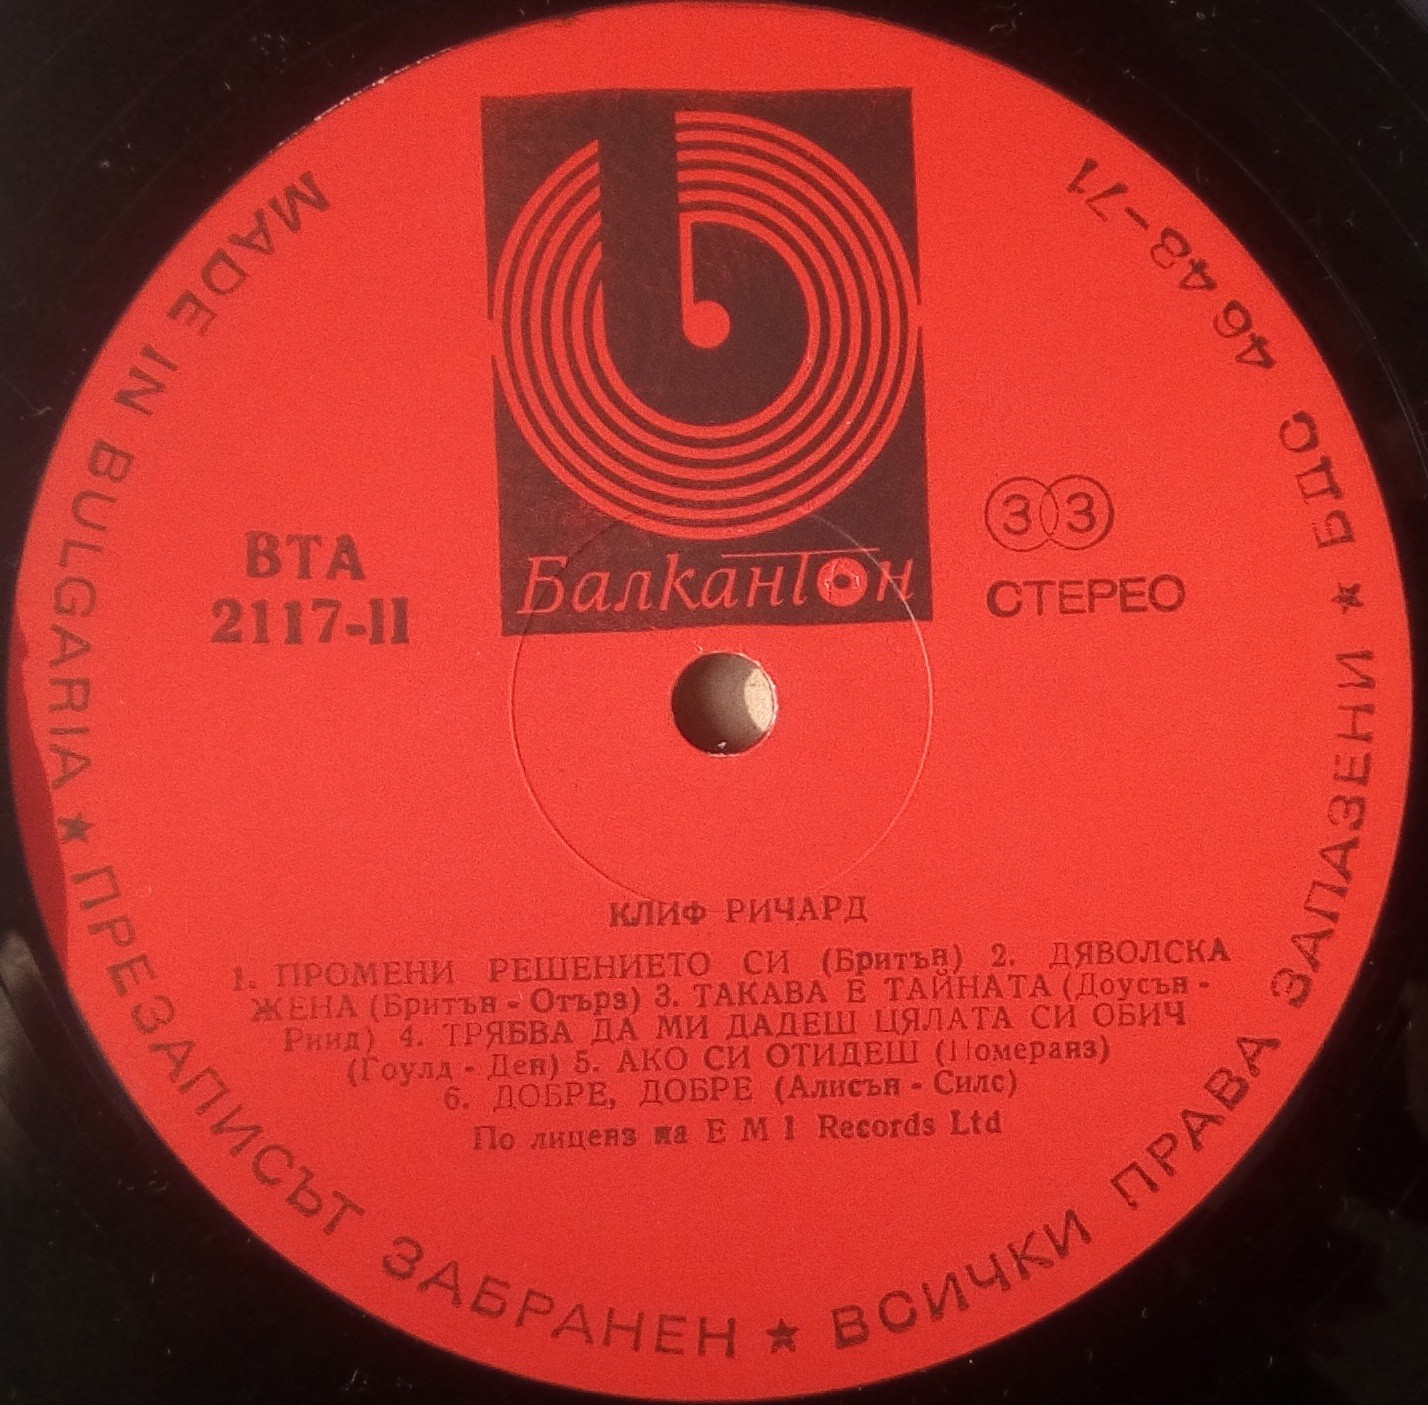 Балкантон
ВТА
2117-II
33
СТЕРЕО
КЛИФ РИЧАРД
1. ПРОМЕНИ РЕШЕНИЕТО СИ (Бритън) 2. ДЯВОЛСКА
ЖЕНА (Бритън - Отърз) 3. ТАКАВА Е ТАЙНАТА (Доусън -
Риид) 4. ТРЯБВА ДА МИ ДАДЕШ ЦЯЛАТА СИ ОБИЧ
(Гоулд - Ден) 5. АКО СИ ОТИДЕШ (Померанз)
6. ДОБРЕ, ДОБРЕ (Алисън - Силс)
По лиценз на E M I Records Ltd
MADE IN BULGARIA ★ ПРЕЗАПИСЪТ ЗАБРАНЕН ★ ВСИЧКИ ПРАВА ЗАПАЗЕНИ ★ БДС 4643-71